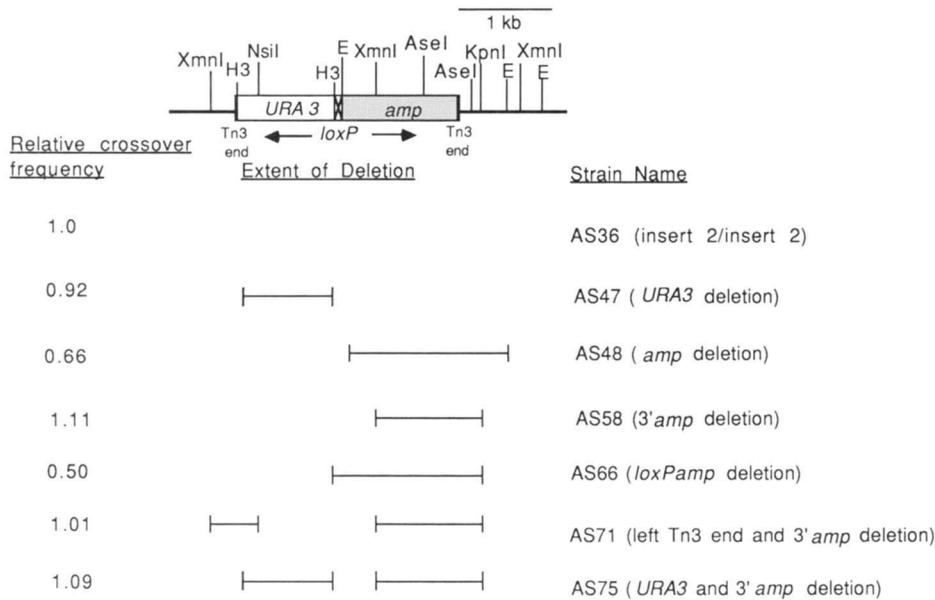 1 kb
XmnI H3 NsiI H3 E XmnI AseI AseI KpnI E XmnI E
URA 3 amp
Tn3 end loxP Tn3 end
Relative crossover frequency Extent of Deletion Strain Name
1.0 AS36 (insert 2/insert 2)
0.92 AS47 ( URA3 deletion)
0.66 AS48 ( amp deletion)
1.11 AS58 (3'amp deletion)
0.50 AS66 (loxPamp deletion)
1.01 AS71 (left Tn3 end and 3'amp deletion)
1.09 AS75 (URA3 and 3'amp deletion)